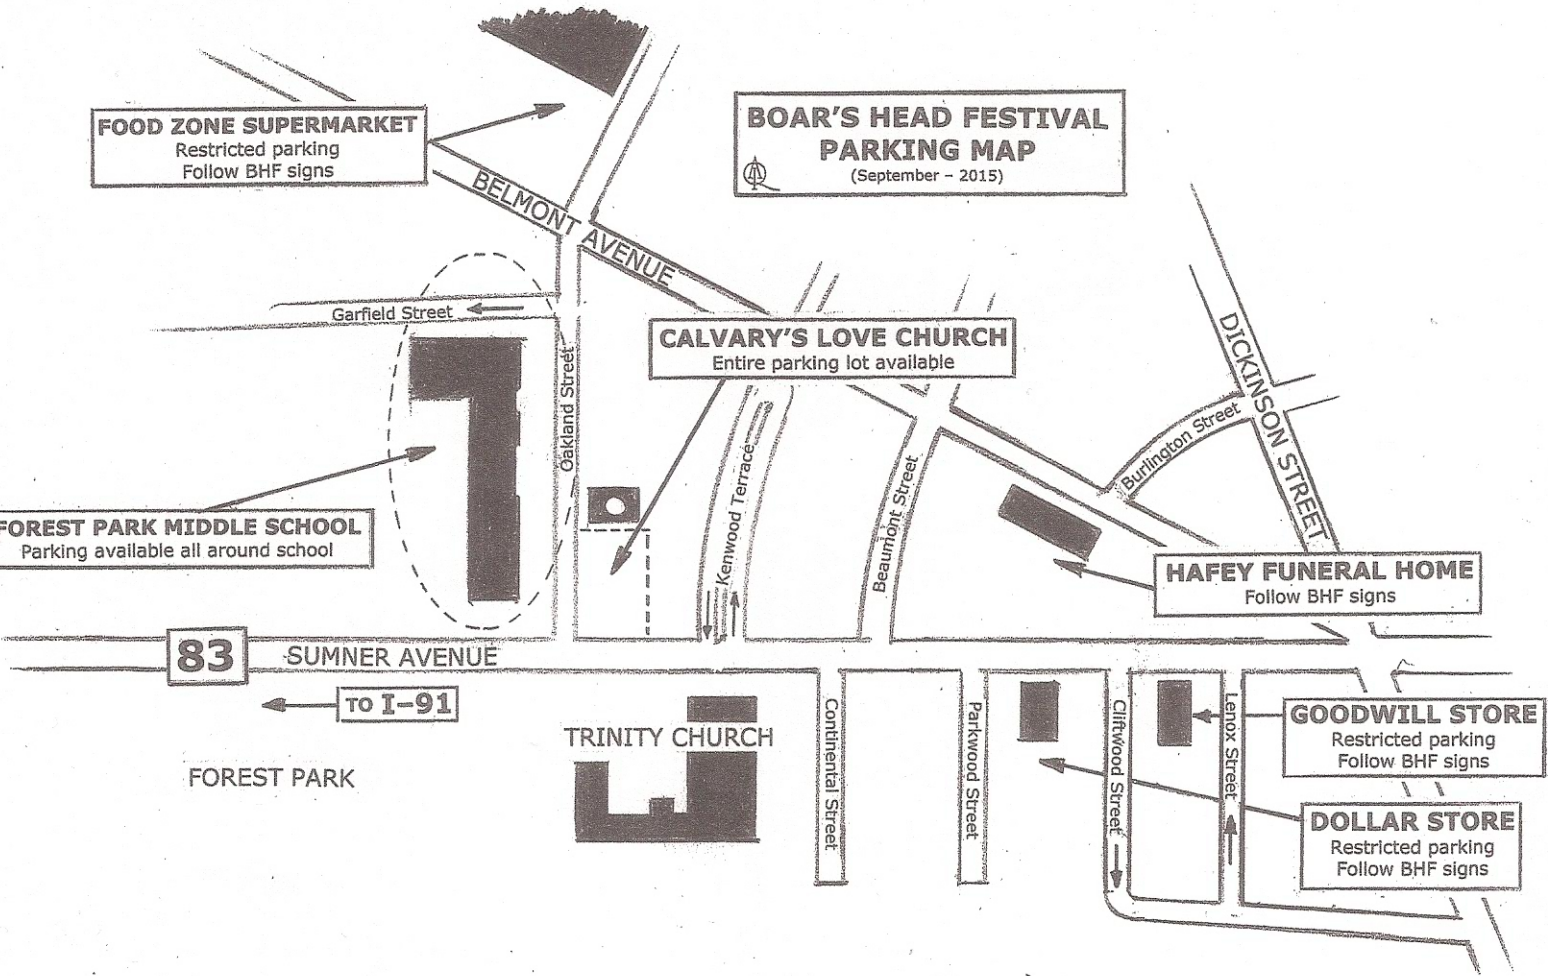 FOOD ZONE SUPERMARKET
Restricted parking
Follow BHF signs
BOAR'S HEAD FESTIVAL
PARKING MAP
(September – 2015)
BELMONT AVENUE
Garfield Street
Oakland Street
CALVARY'S LOVE CHURCH
Entire parking lot available
Kenwood Terrace
Beaumont Street
Burlington Street
DICKINSON STREET
FOREST PARK MIDDLE SCHOOL
Parking available all around school
HAFEY FUNERAL HOME
Follow BHF signs
83
SUMNER AVENUE
TO I-91
FOREST PARK
TRINITY CHURCH
Continental Street
Parkwood Street
Cliftwood Street
Lenox Street
GOODWILL STORE
Restricted parking
Follow BHF signs
DOLLAR STORE
Restricted parking
Follow BHF signs